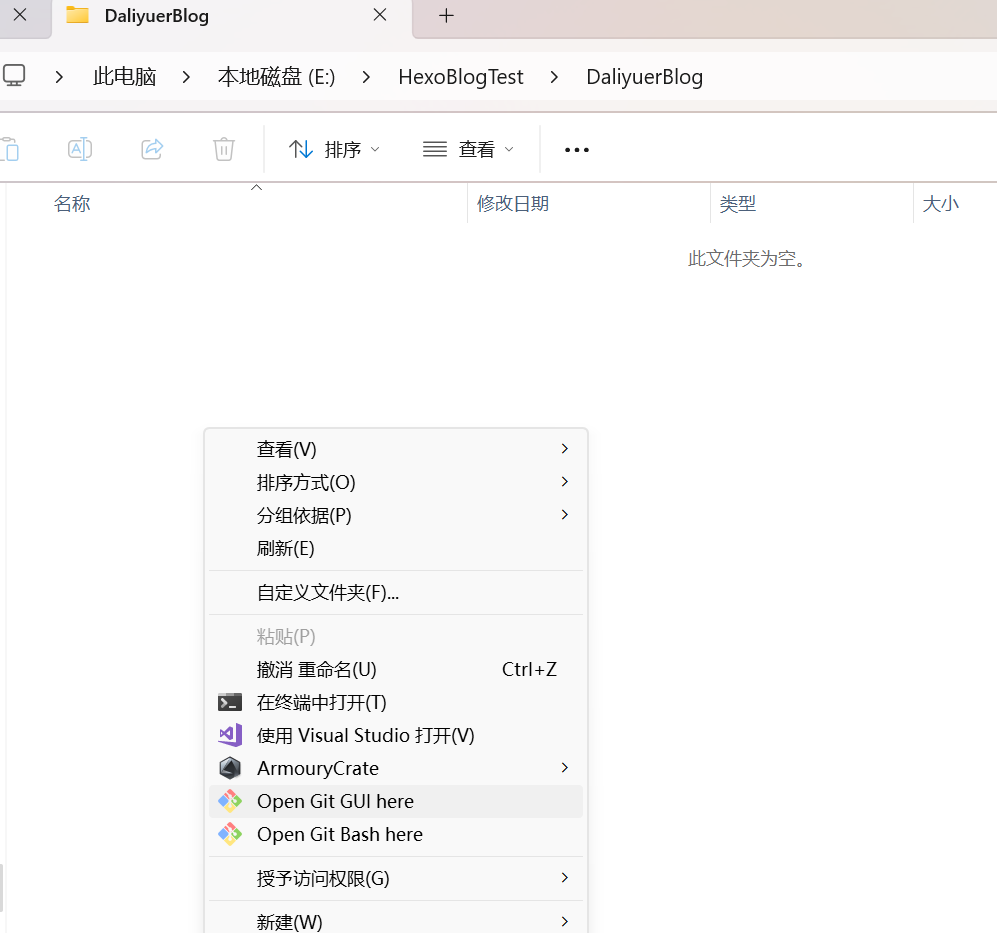 DaliyuerBlog
此电脑 > 本地磁盘 (E:) > HexoBlogTest > DaliyuerBlog
排序 查看
名称 修改日期 类型 大小
此文件夹为空。
查看(V)
排序方式(O)
分组依据(P)
刷新(E)
自定义文件夹(F)...
粘贴(P)
撤消 重命名(U) Ctrl+Z
在终端中打开(T)
使用 Visual Studio 打开(V)
ArmouryCrate
Open Git GUI here
Open Git Bash here
授予访问权限(G)
新建(W)